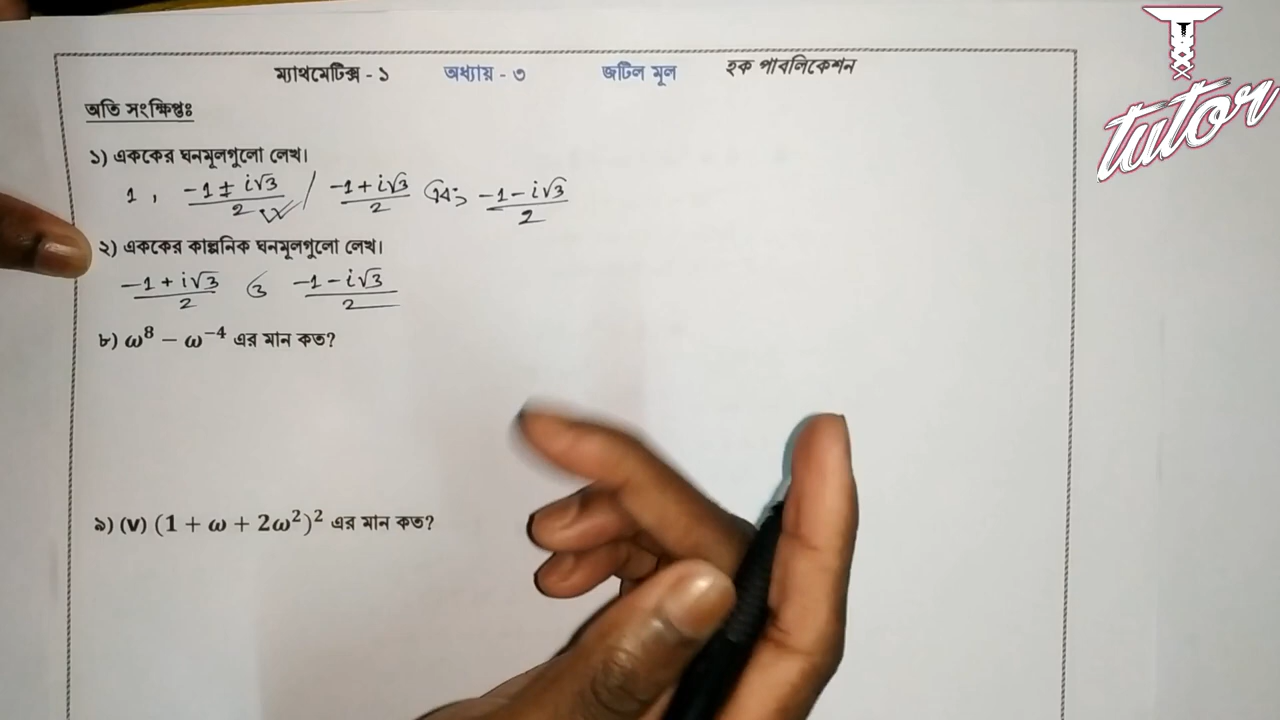 ম্যাথমেটিক্স - ১ অধ্যায় - ৩ জটিল মূল হক পাবলিকেশন
অতি সংক্ষিপ্তঃ
১) এককের ঘনমূলগুলো লেখ।
1 , (-1 ± i√3)/2 / (-1 + i√3)/2 এবং (-1 - i√3)/2
২) এককের কাল্পনিক ঘনমূলগুলো লেখ।
(-1 + i√3)/2 ও (-1 - i√3)/2
৮) ω⁸ − ω⁻⁴ এর মান কত?
৯) (v) (1 + ω + 2ω²)² এর মান কত?
T tutor